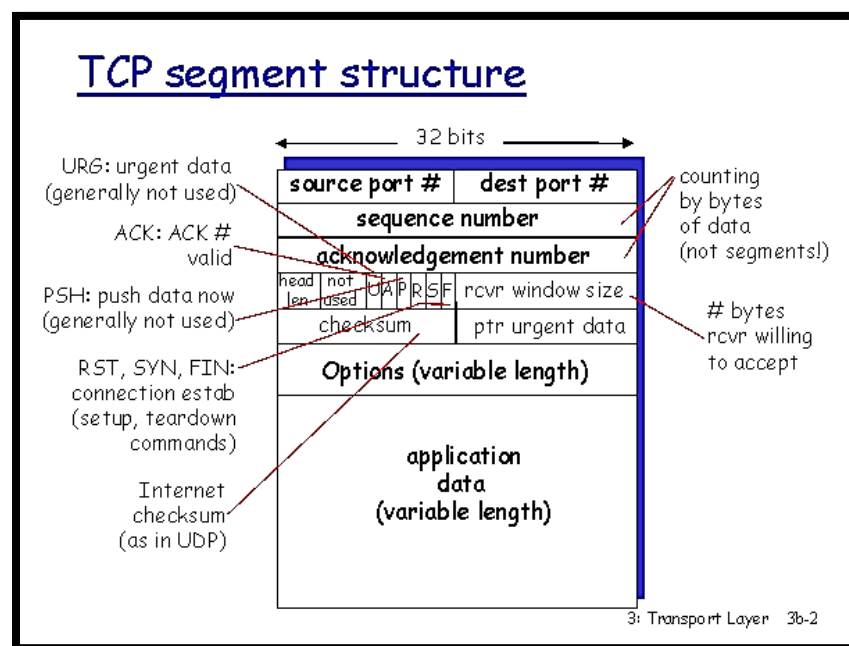 TCP segment structure
32 bits
URG: urgent data
(generally not used)
ACK: ACK #
valid
PSH: push data now
(generally not used)
RST, SYN, FIN:
connection estab
(setup, teardown
commands)
Internet
checksum
(as in UDP)
source port # dest port #
sequence number
acknowledgement number
head
len
not
used
U A P R S F
rcvr window size
checksum ptr urgent data
Options (variable length)
application
data
(variable length)
counting
by bytes
of data
(not segments!)
# bytes
rcvr willing
to accept
3: Transport Layer 3b-2